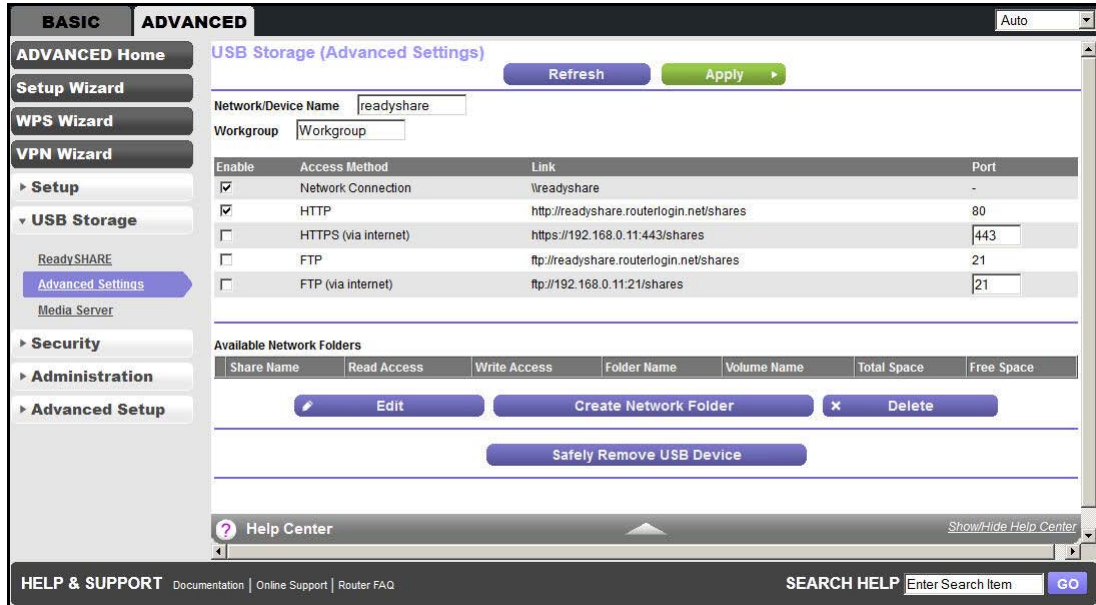 BASIC ADVANCED Auto
ADVANCED Home
Setup Wizard
WPS Wizard
VPN Wizard
Setup
USB Storage
ReadySHARE
Advanced Settings
Media Server
Security
Administration
Advanced Setup
USB Storage (Advanced Settings)
Refresh Apply
Network/Device Name readyshare
Workgroup Workgroup
Enable Access Method Link Port
Network Connection \\readyshare -
HTTP http://readyshare.routerlogin.net/shares 80
HTTPS (via internet) https://192.168.0.11:443/shares 443
FTP ftp://readyshare.routerlogin.net/shares 21
FTP (via internet) ftp://192.168.0.11:21/shares 21
Available Network Folders
Share Name Read Access Write Access Folder Name Volume Name Total Space Free Space
Edit Create Network Folder Delete
Safely Remove USB Device
? Help Center Show/Hide Help Center
HELP & SUPPORT Documentation | Online Support | Router FAQ SEARCH HELP Enter Search Item GO